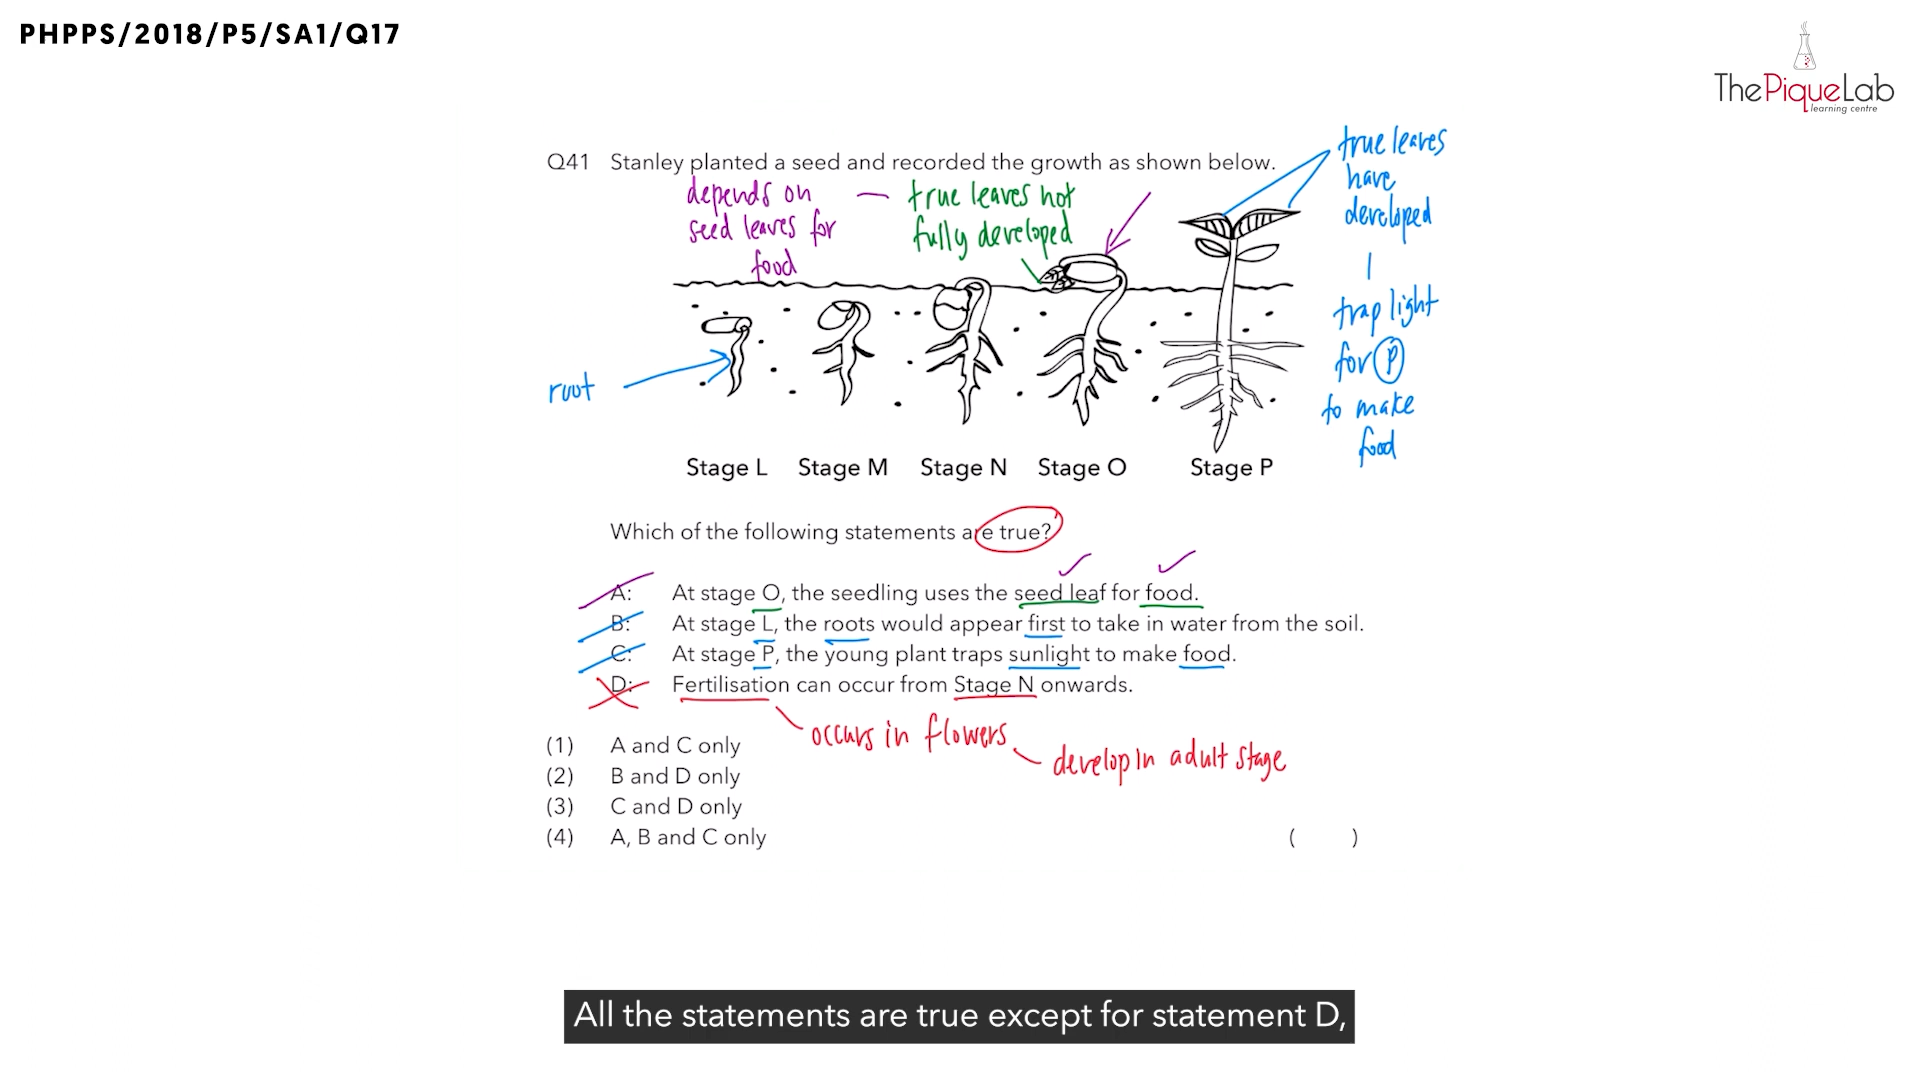 PHPPS/2018/P5/SA1/Q17
ThePiqueLab
learning centre
Q41 Stanley planted a seed and recorded the growth as shown below.
depends on
seed leaves for
food
true leaves not
fully developed
true leaves
have
developed
trap light
for P
to make
food
root
Stage L Stage M Stage N Stage O Stage P
Which of the following statements are true?
A: At stage O, the seedling uses the seed leaf for food.
B: At stage L, the roots would appear first to take in water from the soil.
C: At stage P, the young plant traps sunlight to make food.
D: Fertilisation can occur from Stage N onwards.
occurs in flowers
develop in adult stage
(1) A and C only
(2) B and D only
(3) C and D only
(4) A, B and C only ( )
All the statements are true except for statement D,